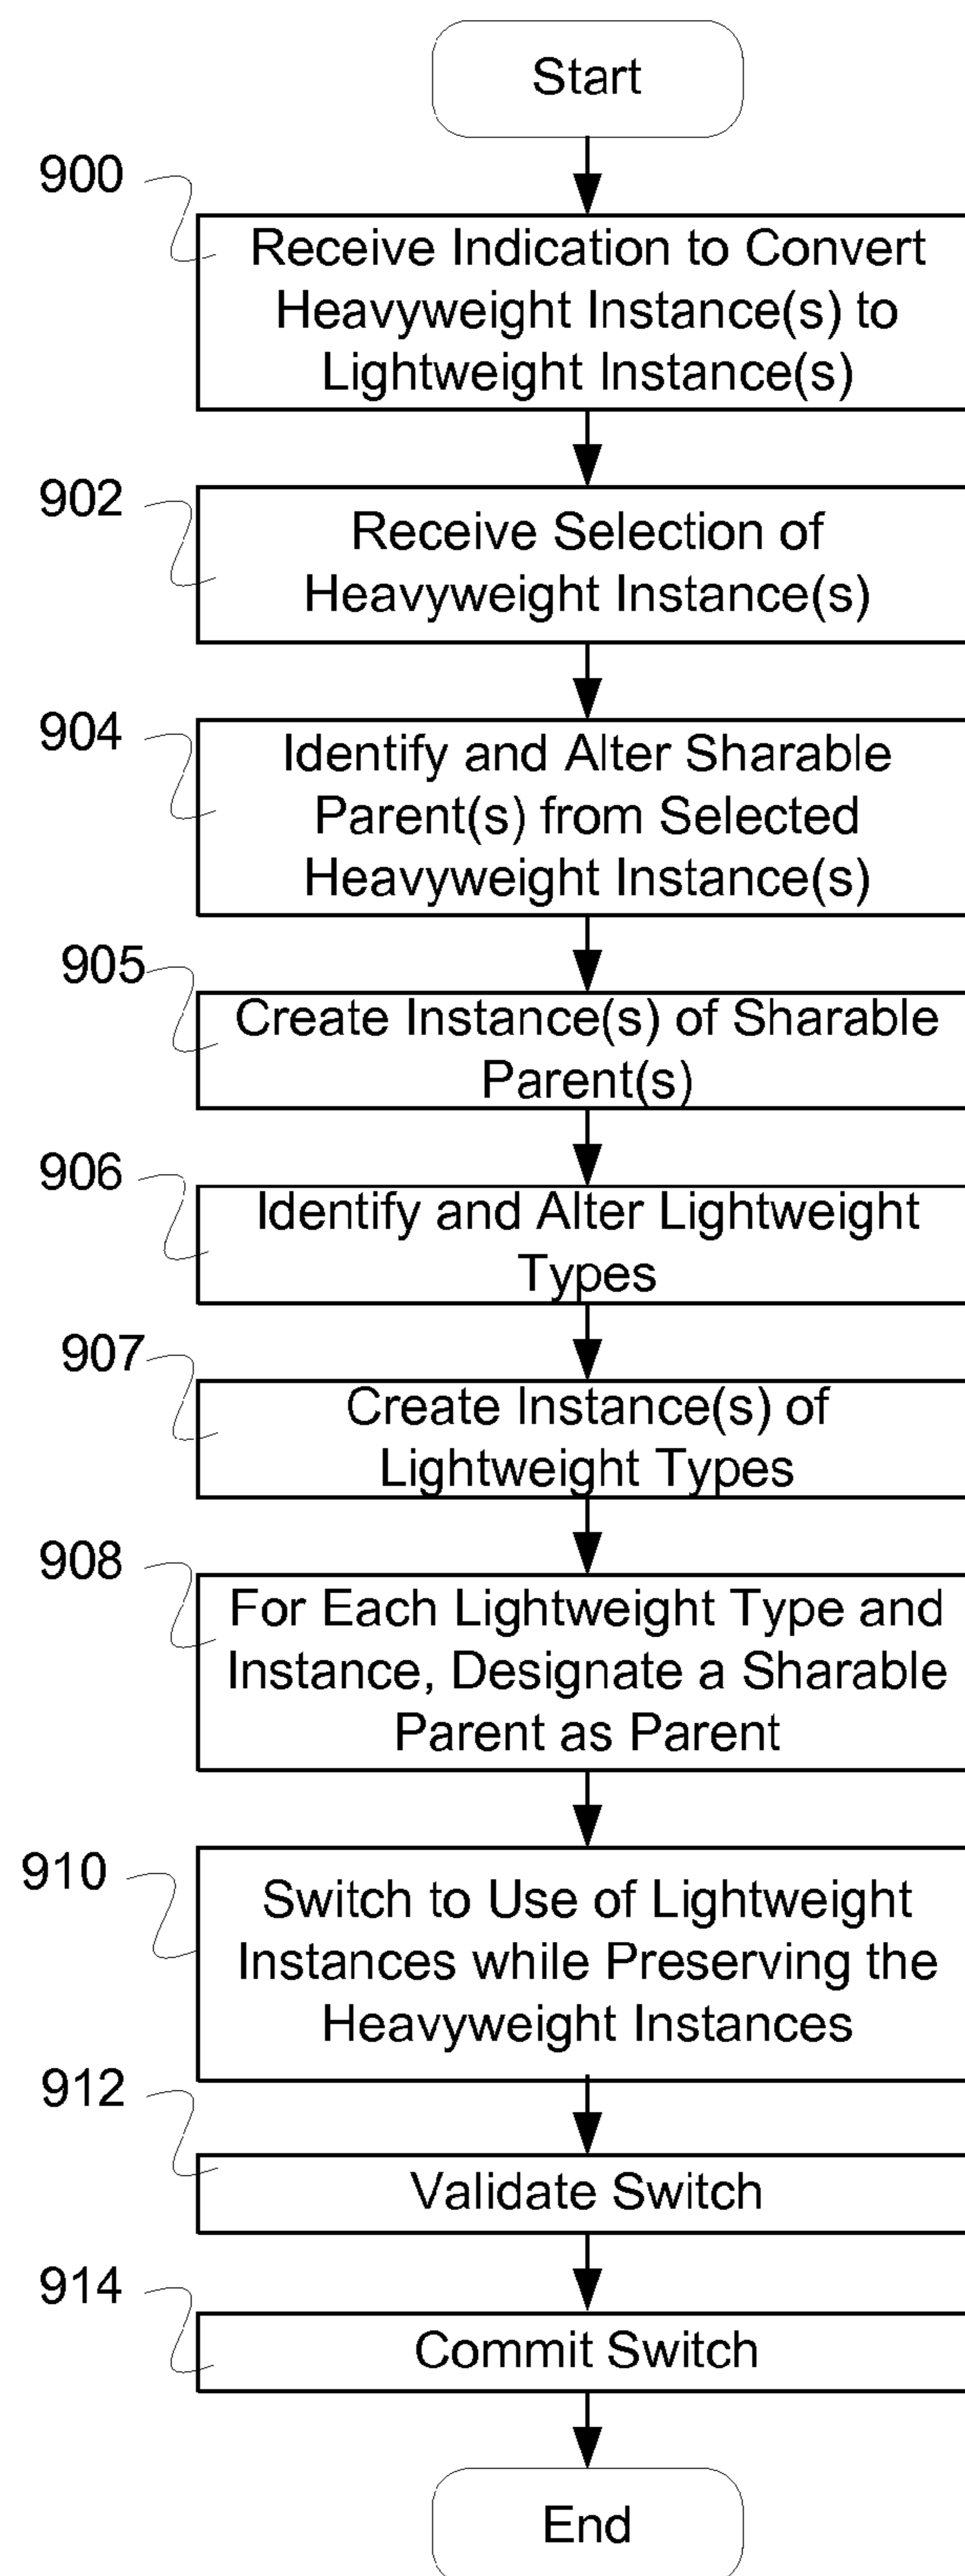 Start
900
Receive Indication to Convert
Heavyweight Instance(s) to
Lightweight Instance(s)
902
Receive Selection of
Heavyweight Instance(s)
904
Identify and Alter Sharable
Parent(s) from Selected
Heavyweight Instance(s)
905
Create Instance(s) of Sharable
Parent(s)
906
Identify and Alter Lightweight
Types
907
Create Instance(s) of
Lightweight Types
908
For Each Lightweight Type and
Instance, Designate a Sharable
Parent as Parent
910
Switch to Use of Lightweight
Instances while Preserving the
Heavyweight Instances
912
Validate Switch
914
Commit Switch
End